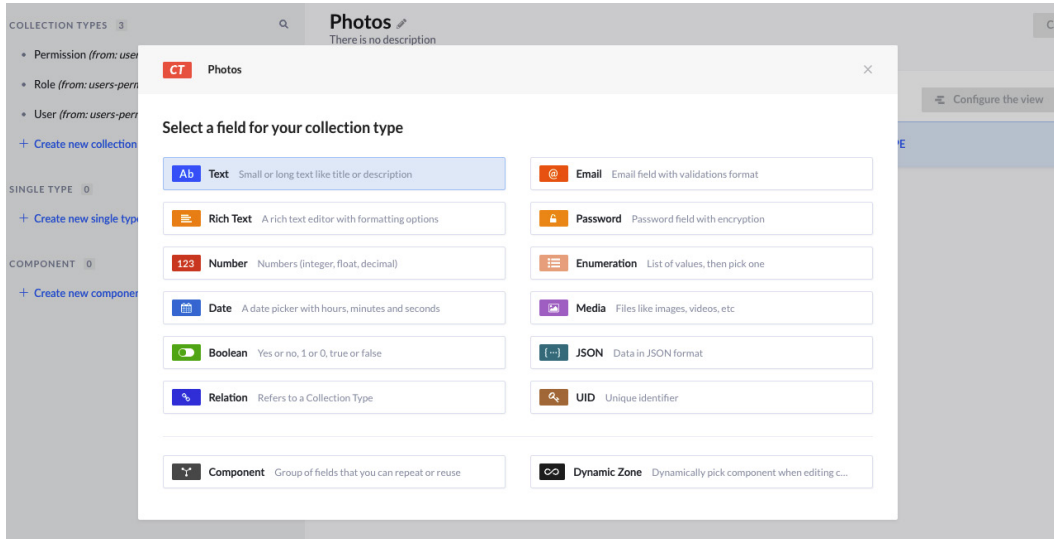 COLLECTION TYPES 3
Photos
There is no description
Permission (from: user
Role (from: users-perm
User (from: users-perr
+ Create new collection
SINGLE TYPE 0
+ Create new single type
COMPONENT 0
+ Create new componen
Configure the view
CT Photos
Select a field for your collection type
Ab Text Small or long text like title or description
@ Email Email field with validations format
Rich Text A rich text editor with formatting options
Password Password field with encryption
123 Number Numbers (integer, float, decimal)
Enumeration List of values, then pick one
Date A date picker with hours, minutes and seconds
Media Files like images, videos, etc
Boolean Yes or no, 1 or 0, true or false
{···} JSON Data in JSON format
Relation Refers to a Collection Type
UID Unique identifier
Component Group of fields that you can repeat or reuse
Dynamic Zone Dynamically pick component when editing c...